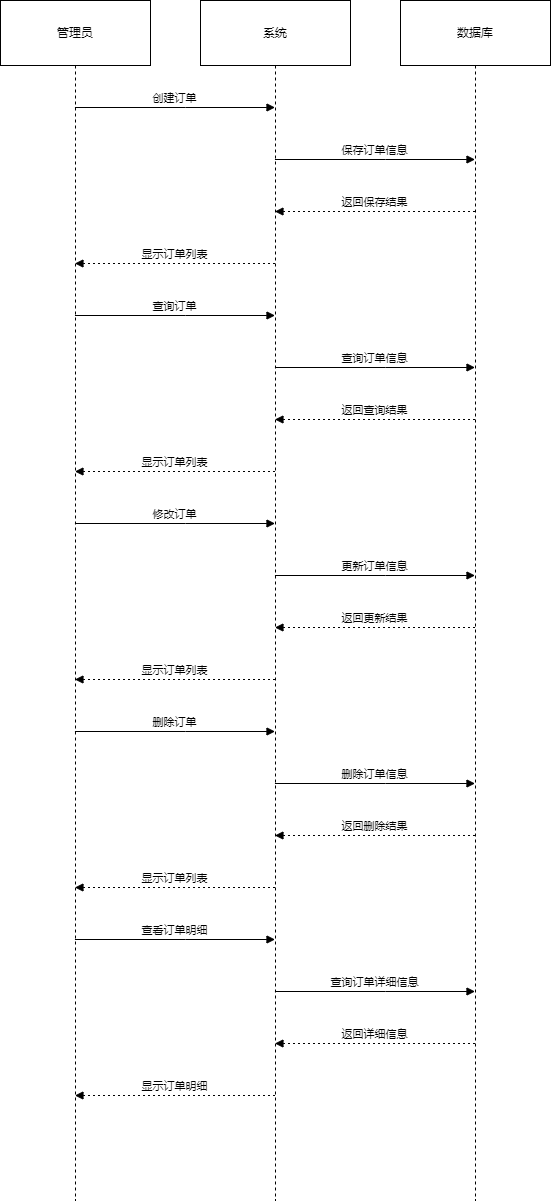 管理员
系统
数据库
创建订单
保存订单信息
返回保存结果
显示订单列表
查询订单
查询订单信息
返回查询结果
显示订单列表
修改订单
更新订单信息
返回更新结果
显示订单列表
删除订单
删除订单信息
返回删除结果
显示订单列表
查看订单明细
查询订单详细信息
返回详细信息
显示订单明细